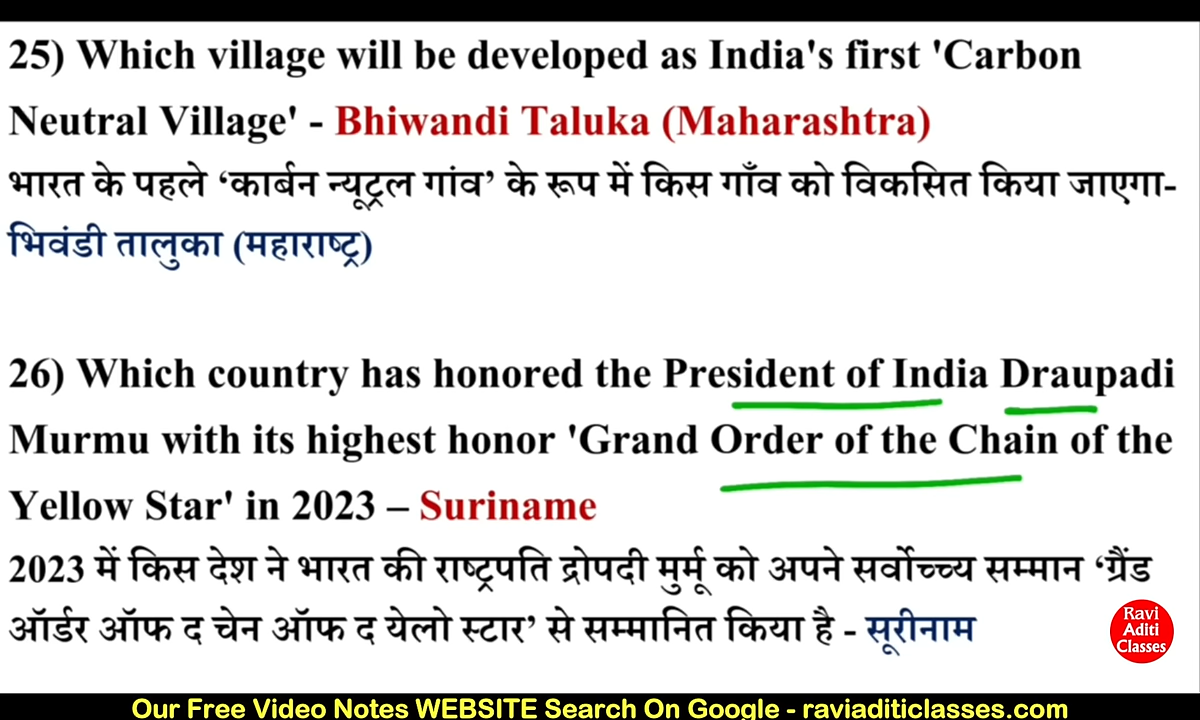 25) Which village will be developed as India's first 'Carbon
Neutral Village' - Bhiwandi Taluka (Maharashtra)
भारत के पहले ‘कार्बन न्यूट्रल गांव’ के रूप में किस गाँव को विकसित किया जाएगा-
भिवंडी तालुका (महाराष्ट्र)
26) Which country has honored the President of India Draupadi
Murmu with its highest honor 'Grand Order of the Chain of the
Yellow Star' in 2023 – Suriname
2023 में किस देश ने भारत की राष्ट्रपति द्रोपदी मुर्मू को अपने सर्वोच्च्य सम्मान ‘ग्रैंड
ऑर्डर ऑफ द चेन ऑफ द येलो स्टार’ से सम्मानित किया है - सूरीनाम
Ravi
Aditi
Classes
Our Free Video Notes WEBSITE Search On Google - raviaditiclasses.com